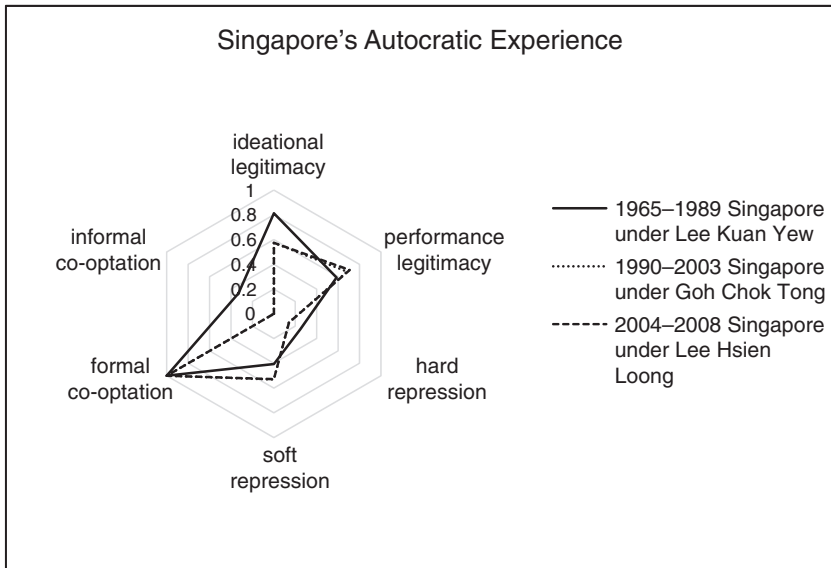 Singapore’s Autocratic Experience
ideational
legitimacy
1
0.8
0.6
0.4
0.2
0
performance
legitimacy
hard
repression
soft
repression
formal
co-optation
informal
co-optation
1965–1989 Singapore
under Lee Kuan Yew
1990–2003 Singapore
under Goh Chok Tong
2004–2008 Singapore
under Lee Hsien
Loong